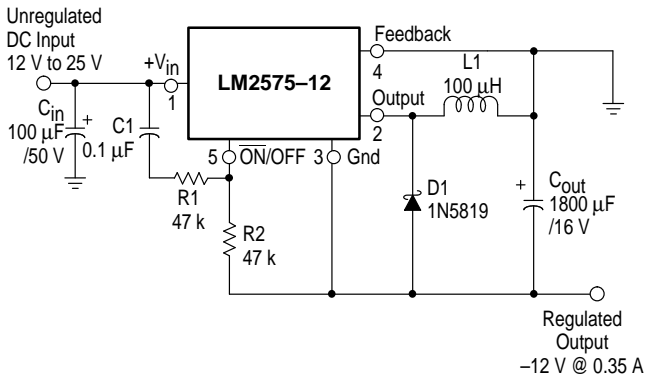 Unregulated
DC Input
12 V to 25 V
+Vin
1
LM2575–12
Feedback
4
L1
100 μH
Output
2
Cin
100 μF
/50 V
+
C1
0.1 μF
5
ON/OFF
3
Gnd
R1
47 k
R2
47 k
D1
1N5819
+
Cout
1800 μF
/16 V
Regulated
Output
–12 V @ 0.35 A